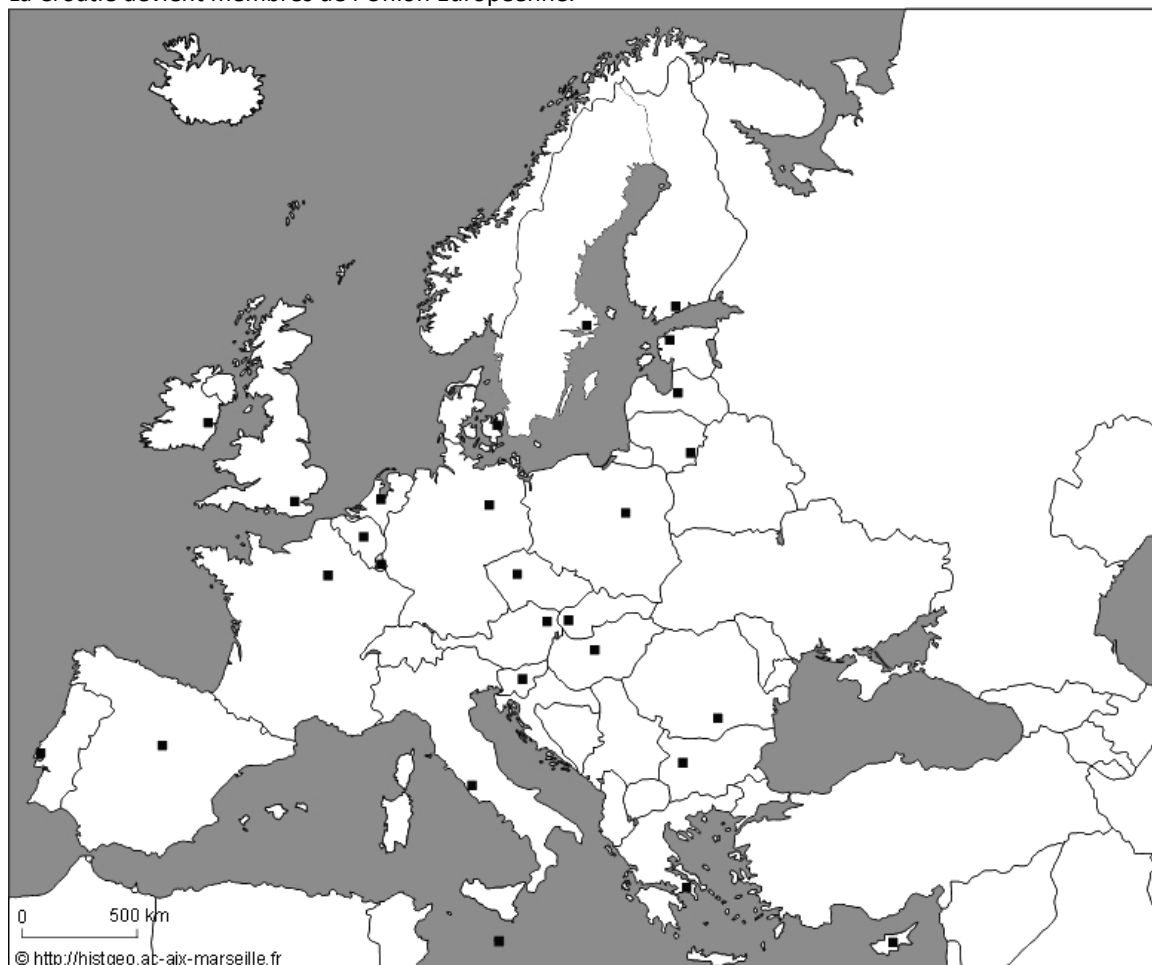 La Croatie devient membres de l'Union Européenne.
0 500 km
© http://histgeo.ac-aix-marseille.fr